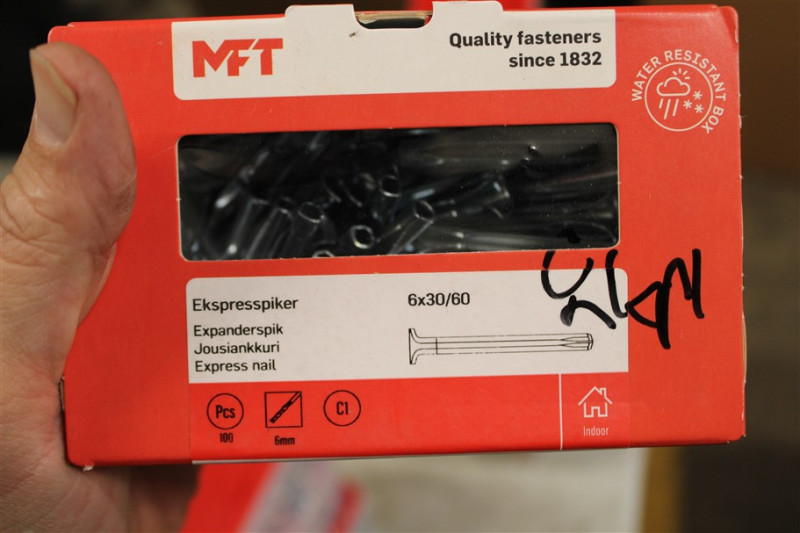 MFT
Quality fasteners
since 1832
WATER RESISTANT BOX
Ekspresspiker
6x30/60
Expanderspik
Jousiankkuri
Express nail
Pcs
100
6mm
C1
Indoor